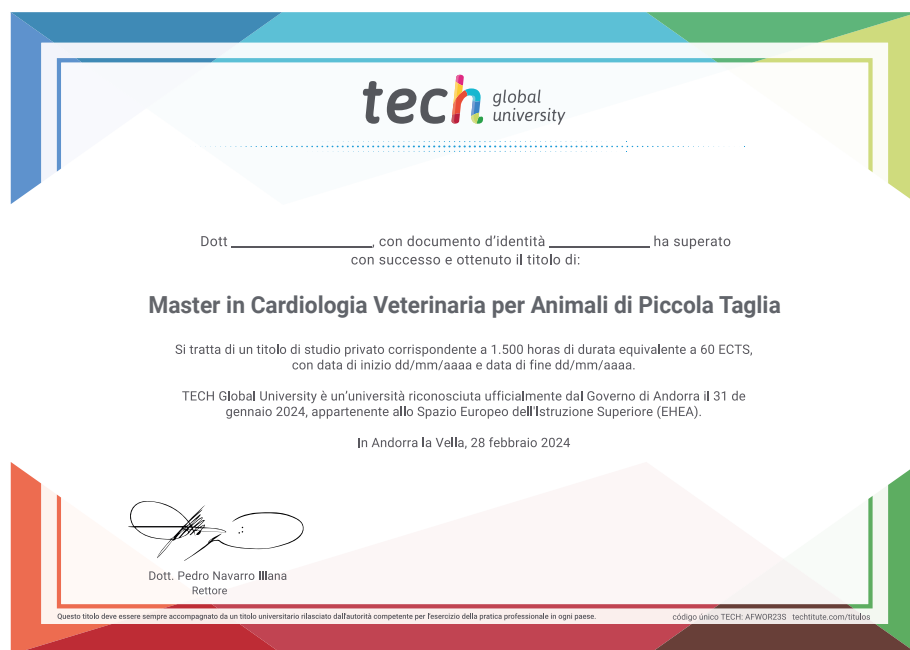 tech global university
Dott ____________________, con documento d'identità ______________ ha superato
con successo e ottenuto il titolo di:
Master in Cardiologia Veterinaria per Animali di Piccola Taglia
Si tratta di un titolo di studio privato corrispondente a 1.500 horas di durata equivalente a 60 ECTS,
con data di inizio dd/mm/aaaa e data di fine dd/mm/aaaa.
TECH Global University è un'università riconosciuta ufficialmente dal Governo di Andorra il 31 de
gennaio 2024, appartenente allo Spazio Europeo dell'Istruzione Superiore (EHEA).
In Andorra la Vella, 28 febbraio 2024
Dott. Pedro Navarro Illana
Rettore
Questo titolo deve essere sempre accompagnato da un titolo universitario rilasciato dall'autorità competente per l'esercizio della pratica professionale in ogni paese. código único TECH: AFWOR23S techtitute.com/titulos